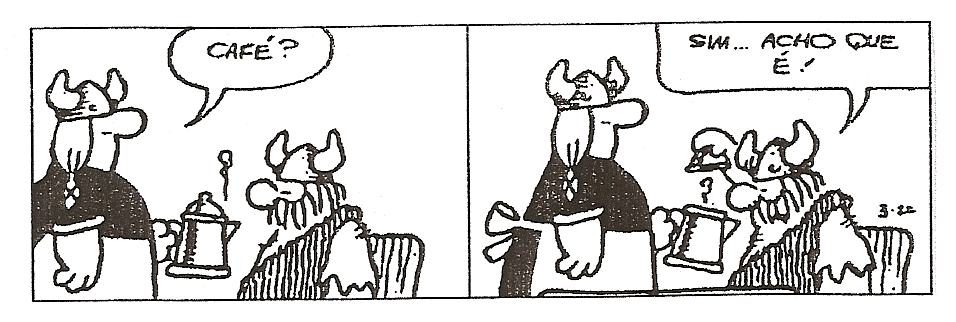 CAFÉ?
SIM... ACHO QUE
É!
3-22